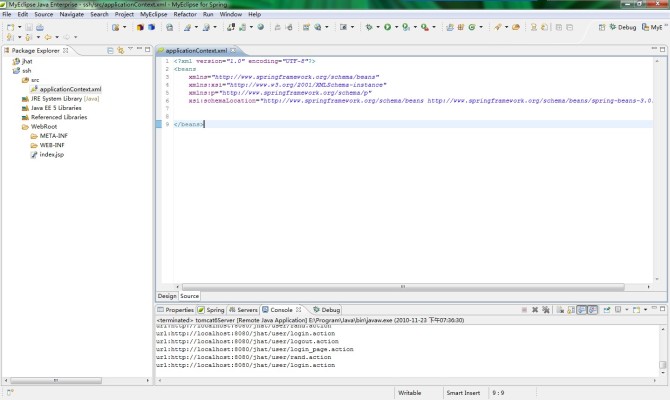 MyEclipse Java Enterprise - ssh/src/applicationContext.xml - MyEclipse for Spring
File Edit Source Navigate Search Project MyEclipse Refactor Run Window Help
Debug MyE
Package Explorer
jhat
ssh
src
applicationContext.xml
JRE System Library [Java]
Java EE 5 Libraries
Referenced Libraries
WebRoot
META-INF
WEB-INF
index.jsp
applicationContext.xml
1 <?xml version="1.0" encoding="UTF-8"?>
2 <beans
3 xmlns="http://www.springframework.org/schema/beans"
4 xmlns:xsi="http://www.w3.org/2001/XMLSchema-instance"
5 xmlns:p="http://www.springframework.org/schema/p"
6 xsi:schemaLocation="http://www.springframework.org/schema/beans http://www.springframework.org/schema/beans/spring-beans-3.0.
7
8
9 </beans>
Design Source
Properties Spring Servers Console Debug
<terminated> tomcat6Server [Remote Java Application] E:\Program\Java\bin\javaw.exe (2010-11-23 下午07:36:30)
url:http://localhost:8080/jhat/user/rand.action
url:http://localhost:8080/jhat/user/login.action
url:http://localhost:8080/jhat/user/logout.action
url:http://localhost:8080/jhat/user/login_page.action
url:http://localhost:8080/jhat/user/rand.action
url:http://localhost:8080/jhat/user/login.action
Writable Smart Insert 9 : 9